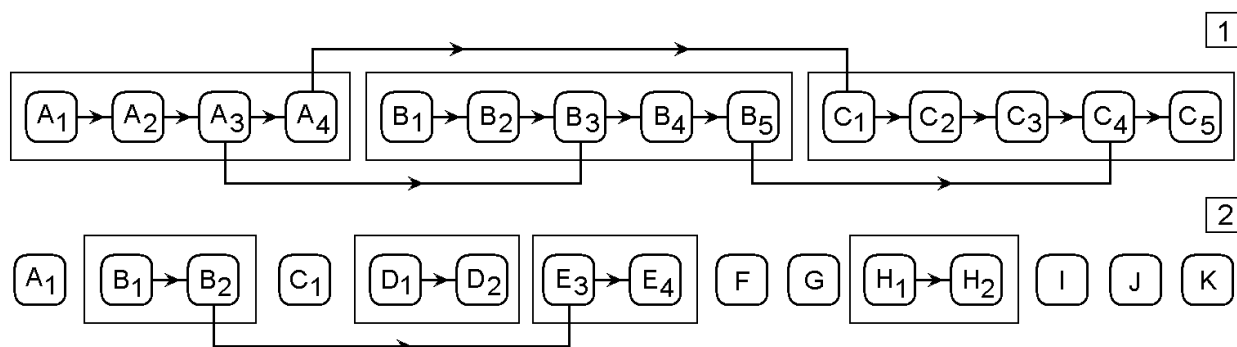 1
A1 A2 A3 A4 B1 B2 B3 B4 B5 C1 C2 C3 C4 C5
2
A1 B1 B2 C1 D1 D2 E3 E4 F G H1 H2 I J K